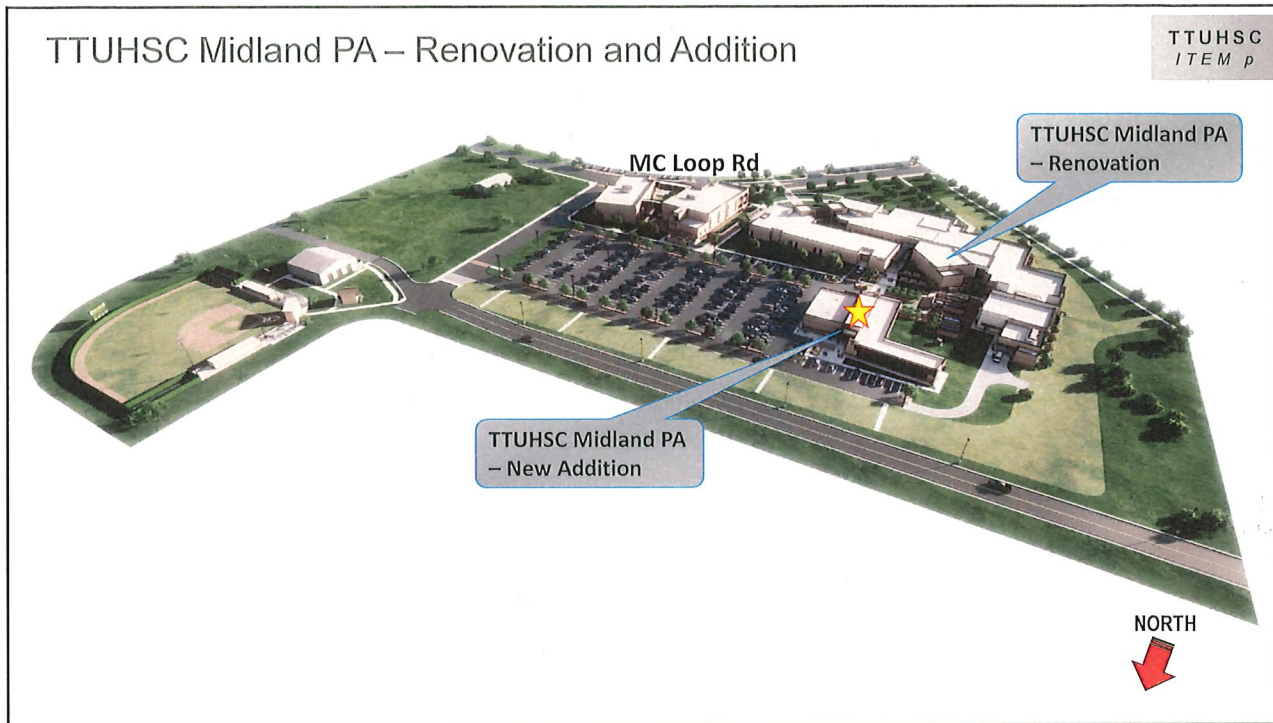 TTUHSC Midland PA – Renovation and Addition
TTUHSC
ITEM p
MC Loop Rd
TTUHSC Midland PA
– Renovation
TTUHSC Midland PA
– New Addition
NORTH